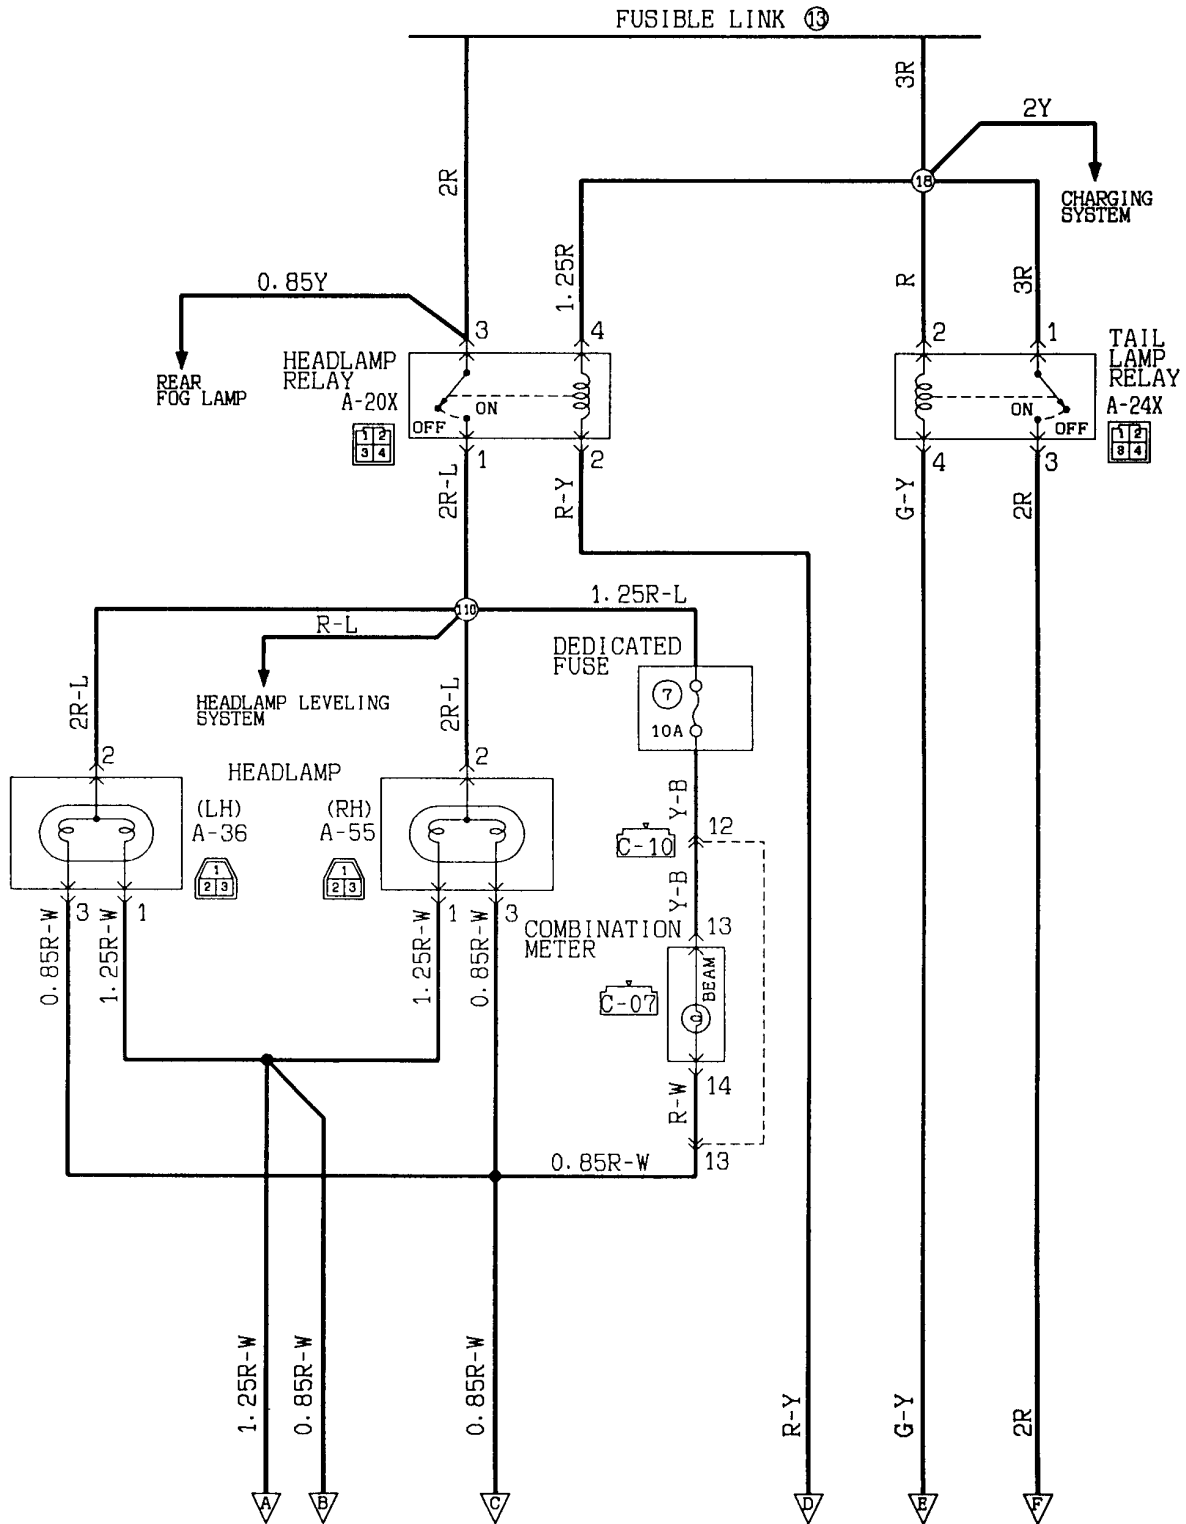 FUSIBLE LINK ⑬
3R
2Y
2R
18
CHARGING
SYSTEM
1.25R
R
3R
0.85Y
3
4
2
1
REAR
FOG LAMP
HEADLAMP
RELAY
A-20X
ON
OFF
1 2
3 4
TAIL
LAMP
RELAY
A-24X
ON
OFF
1 2
3 4
1
2
4
3
2R-L
R-Y
G-Y
2R
110
1.25R-L
R-L
DEDICATED
FUSE
7
10A
2R-L
HEADLAMP LEVELING
SYSTEM
2R-L
2
HEADLAMP
2
(LH)
A-36
1
2 3
(RH)
A-55
1
2 3
Y-B
C-10
12
Y-B
3
1
1
3
0.85R-W
1.25R-W
1.25R-W
0.85R-W
COMBINATION
METER
13
BEAM
C-07
14
R-W
13
0.85R-W
1.25R-W
0.85R-W
0.85R-W
R-Y
G-Y
2R
A
B
C
D
E
F